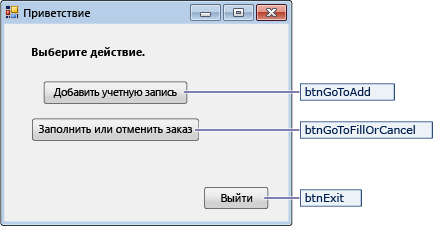 Приветствие
Выберите действие.
Добавить учетную запись
btnGoToAdd
Заполнить или отменить заказ
btnGoToFillOrCancel
Выйти
btnExit